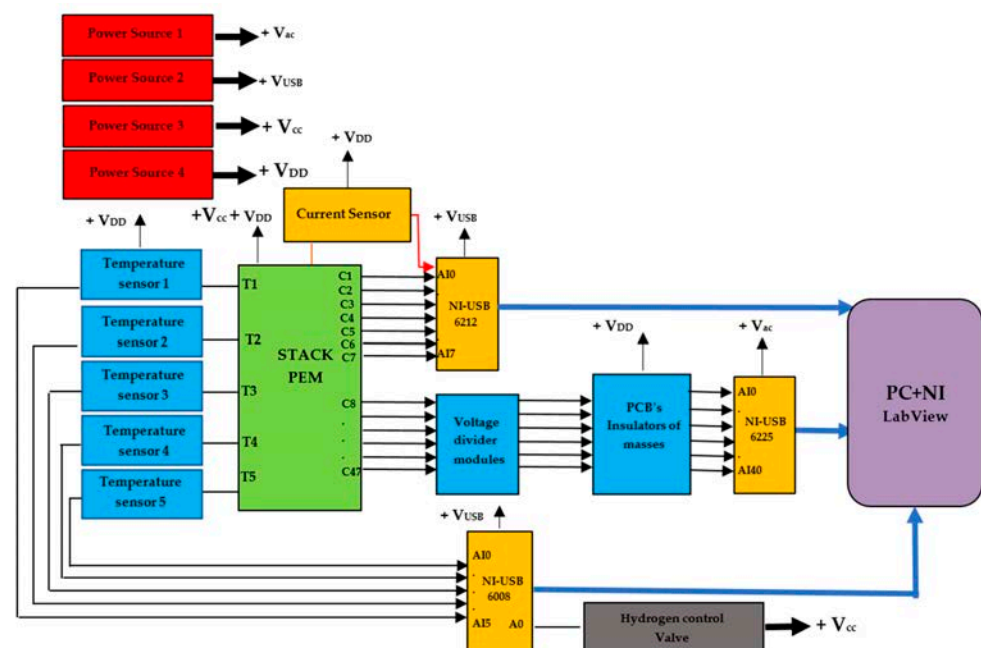 Power Source 1
+ Vac
Power Source 2
+ VUSB
Power Source 3
+ Vcc
Power Source 4
+ VDD
+ VDD
+ VDD
+Vcc + VDD
Current Sensor
+ VUSB
Temperature
sensor 1
Temperature
sensor 2
Temperature
sensor 3
Temperature
sensor 4
Temperature
sensor 5
T1
T2
T3
T4
T5
STACK
PEM
C1
C2
C3
C4
C5
C6
C7
C8
.
.
.
.
C47
AI0
.
NI-USB
6212
.
AI7
Voltage
divider
modules
+ VDD
PCB's
Insulators of
masses
+ Vac
AI0
.
.
NI-USB
6225
.
AI40
PC+NI
LabView
+ VUSB
AI0
.
.
NI-USB
6008
.
AI5
A0
Hydrogen control
Valve
+ Vcc